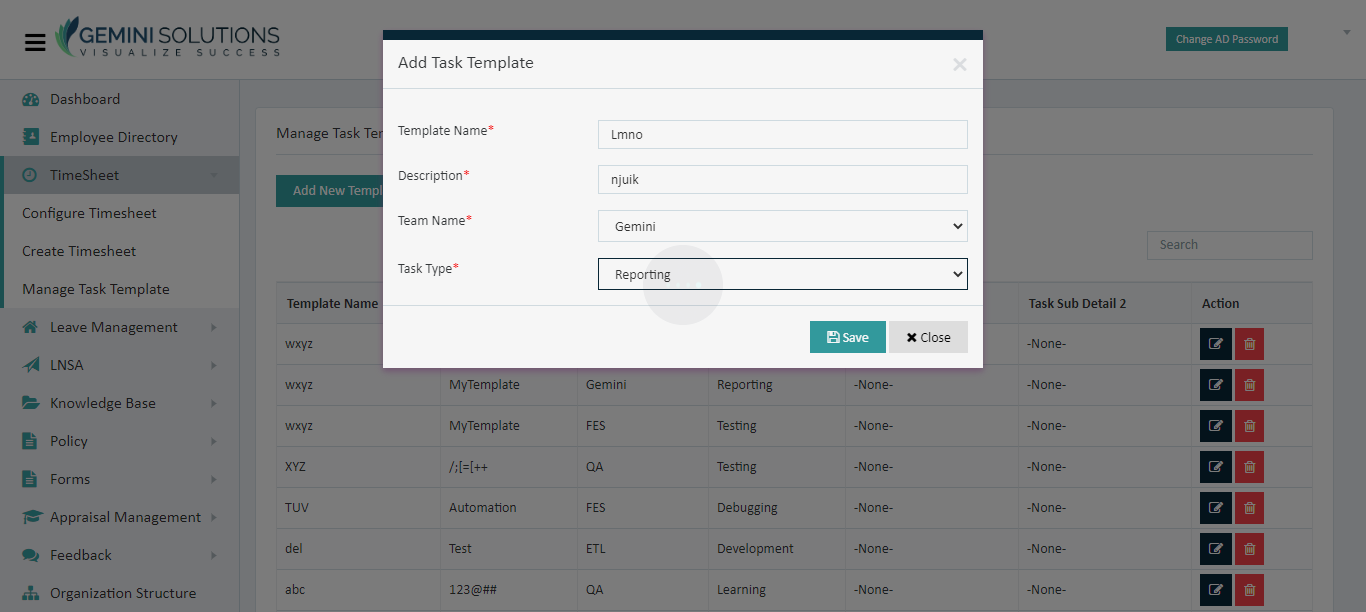 GEMINI SOLUTIONS
VISUALIZE SUCCESS
Change AD Password
Dashboard
Employee Directory
TimeSheet
Configure Timesheet
Create Timesheet
Manage Task Template
Leave Management
LNSA
Knowledge Base
Policy
Forms
Appraisal Management
Feedback
Organization Structure
Manage Task Te
Add New Templ
Search
Add Task Template
×
Template Name* Lmno
Description* njuik
Team Name* Gemini
Task Type* Reporting
Save Close
Template Name Task Sub Detail 2 Action
wxyz -None-
wxyz MyTemplate Gemini Reporting -None- -None-
wxyz MyTemplate FES Testing -None- -None-
XYZ /;[=[++ QA Testing -None- -None-
TUV Automation FES Debugging -None- -None-
del Test ETL Development -None- -None-
abc 123@## QA Learning -None- -None-